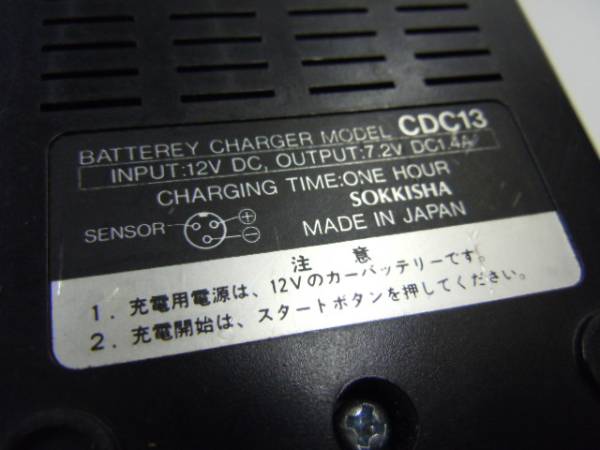 BATTEREY CHARGER MODEL CDC13
INPUT:12V DC, OUTPUT:7.2V DC1.4A
CHARGING TIME:ONE HOUR
SOKKISHA
SENSOR ⊕
⊖
MADE IN JAPAN
注意
1. 充電用電源は、12Vのカーバッテリーです。
2. 充電開始は、スタートボタンを押してください。